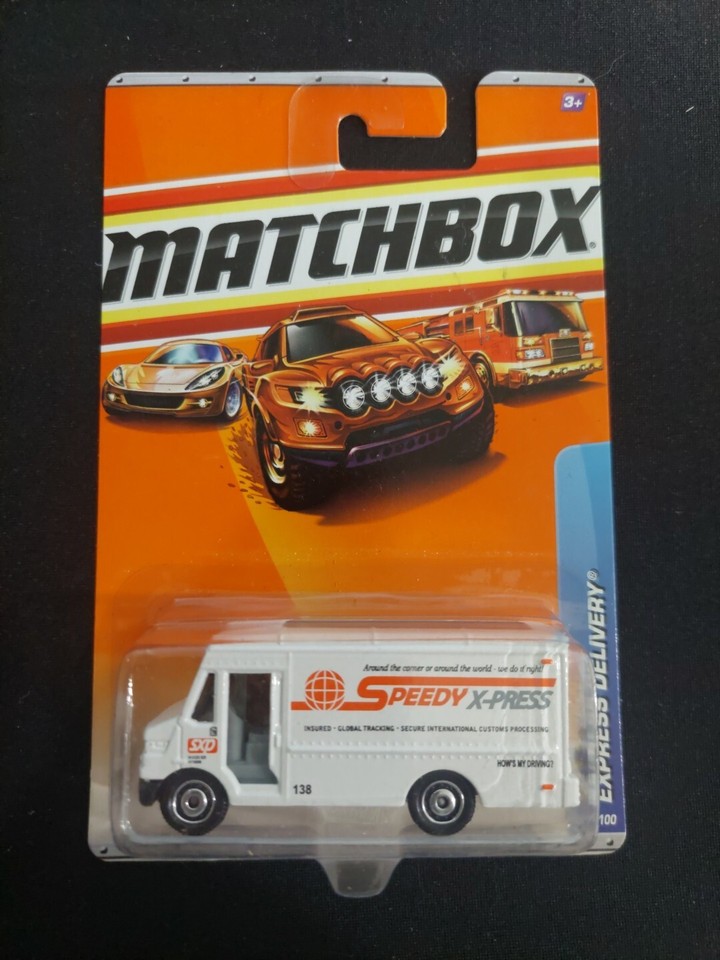 3+
MATCHBOX®
EXPRESS DELIVERY®
100
Around the corner or around the world - we do it right!
SPEEDY X-PRESS
INSURED - GLOBAL TRACKING - SECURE INTERNATIONAL CUSTOMS PROCESSING
SXP
HOW'S MY DRIVING?
138